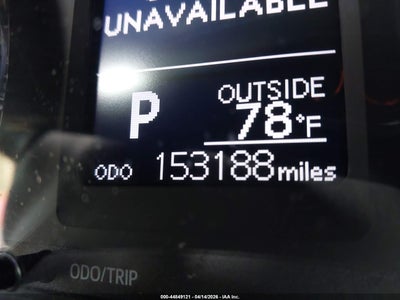 UNAVAILABLE
P
OUTSIDE
78°F
ODO 153188 miles
ODO/TRIP
000-44849121 - 04/14/2026 - IAA Inc.